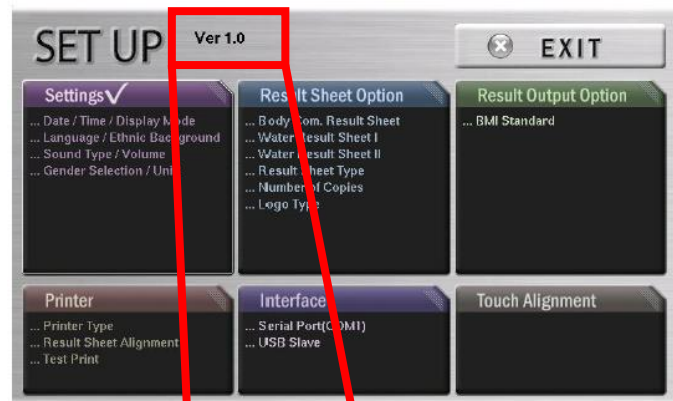 SET UP
Ver 1.0
EXIT
Settings✓
... Date / Time / Display Mode
... Language / Ethnic Background
... Sound Type / Volume
... Gender Selection / Unit
Result Sheet Option
... Body Com. Result Sheet
... Water Result Sheet I
... Water Result Sheet II
... Result Sheet Type
... Number of Copies
... Logo Type
Result Output Option
... BMI Standard
Printer
... Printer Type
... Result Sheet Alignment
... Test Print
Interface
... Serial Port(COM1)
... USB Slave
Touch Alignment